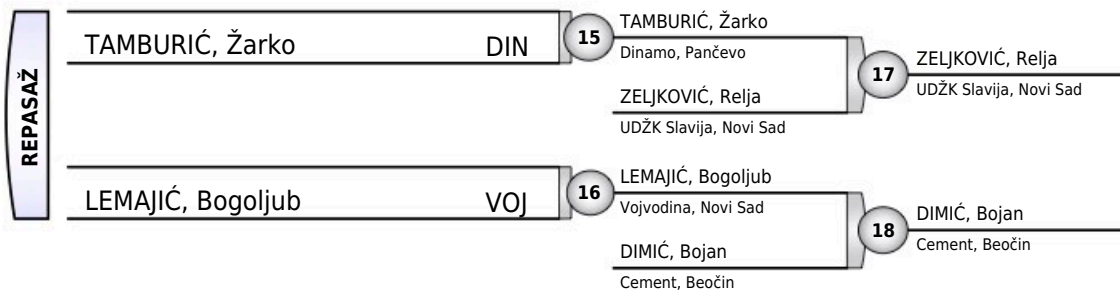 REPASAŽ
TAMBURIĆ, Žarko DIN
15
TAMBURIĆ, Žarko
Dinamo, Pančevo
ZELJKOVIĆ, Relja
UDŽK Slavija, Novi Sad
17
ZELJKOVIĆ, Relja
UDŽK Slavija, Novi Sad
LEMAJIĆ, Bogoljub VOJ
16
LEMAJIĆ, Bogoljub
Vojvodina, Novi Sad
DIMIĆ, Bojan
Cement, Beočin
18
DIMIĆ, Bojan
Cement, Beočin